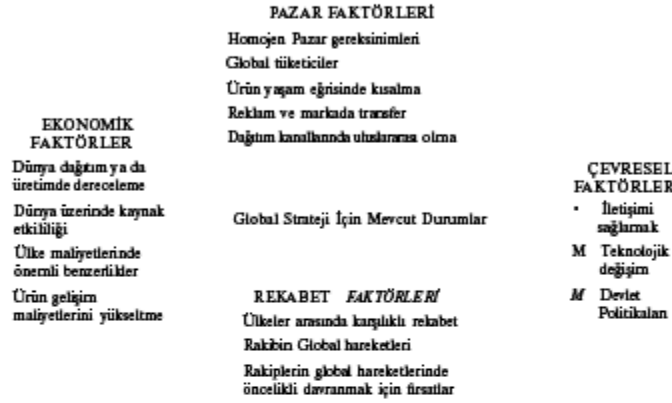 PAZAR FAKTÖRLERİ
Homojen Pazar gereksinimleri
Global tüketiciler
Ürün yaşam eğrisinde kısalma
Reklam ve markada transfer
Dağıtım kanallarında uluslararası olma
EKONOMİK
FAKTÖRLER
Dünya dağıtım ya da
üretimde dereceleme
Dünya üzerinde kaynak
etkililiği
Ülke maliyetlerinde
önemli benzerlikler
Ürün gelişim
maliyetlerini yükseltme
Global Strateji İçin Mevcut Durumlar
ÇEVRESEL
FAKTÖRLER
• İletişimi
sağlamak
M Teknolojik
değişim
M Devlet
Politikaları
REKABET FAKTÖRLERİ
Ülkeler arasında karşılıklı rekabet
Rakibin Global hareketleri
Rakiplerin global hareketlerinde
öncelikli davranmak için fırsatlar